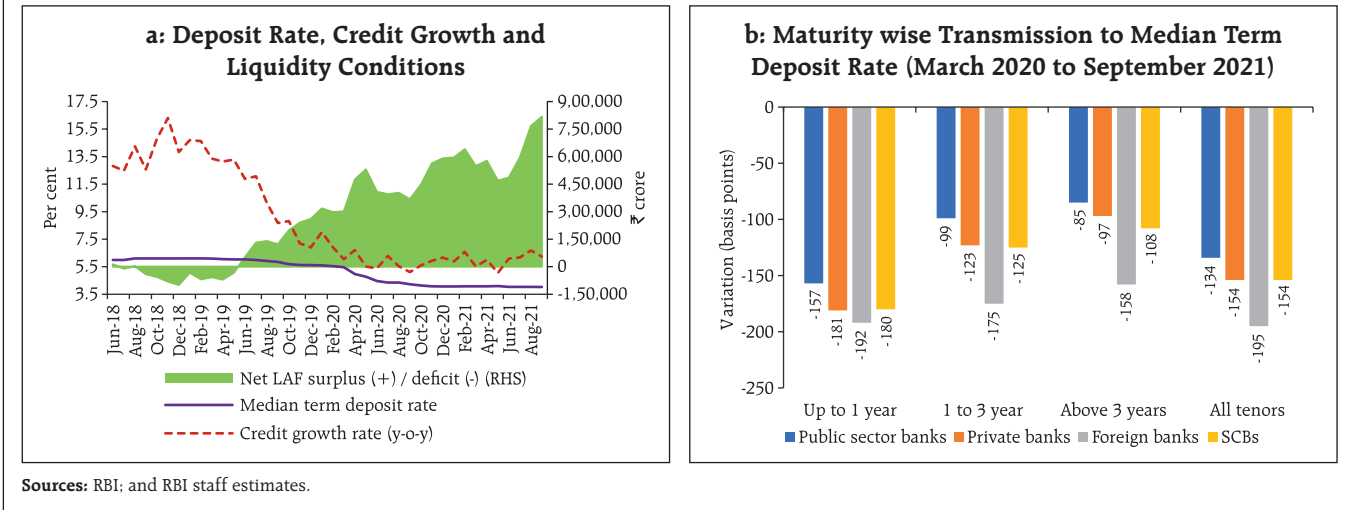 a: Deposit Rate, Credit Growth and
Liquidity Conditions
17.5
15.5
13.5
11.5
9.5
7.5
5.5
3.5
Per cent
9,00,000
7,50,000
6,00,000
4,50,000
3,00,000
1,50,000
0
-1,50,000
₹ crore
Jun-18
Aug-18
Oct-18
Dec-18
Feb-19
Apr-19
Jun-19
Aug-19
Oct-19
Dec-19
Feb-20
Apr-20
Jun-20
Aug-20
Oct-20
Dec-20
Feb-21
Apr-21
Jun-21
Aug-21
Net LAF surplus (+) / deficit (-) (RHS)
Median term deposit rate
Credit growth rate (y-o-y)
b: Maturity wise Transmission to Median Term
Deposit Rate (March 2020 to September 2021)
0
-50
-100
-150
-200
-250
Variation (basis points)
-157
-181
-192
-180
-99
-123
-175
-125
-85
-97
-158
-108
-134
-154
-195
-154
Up to 1 year
1 to 3 year
Above 3 years
All tenors
Public sector banks
Private banks
Foreign banks
SCBs
Sources: RBI; and RBI staff estimates.